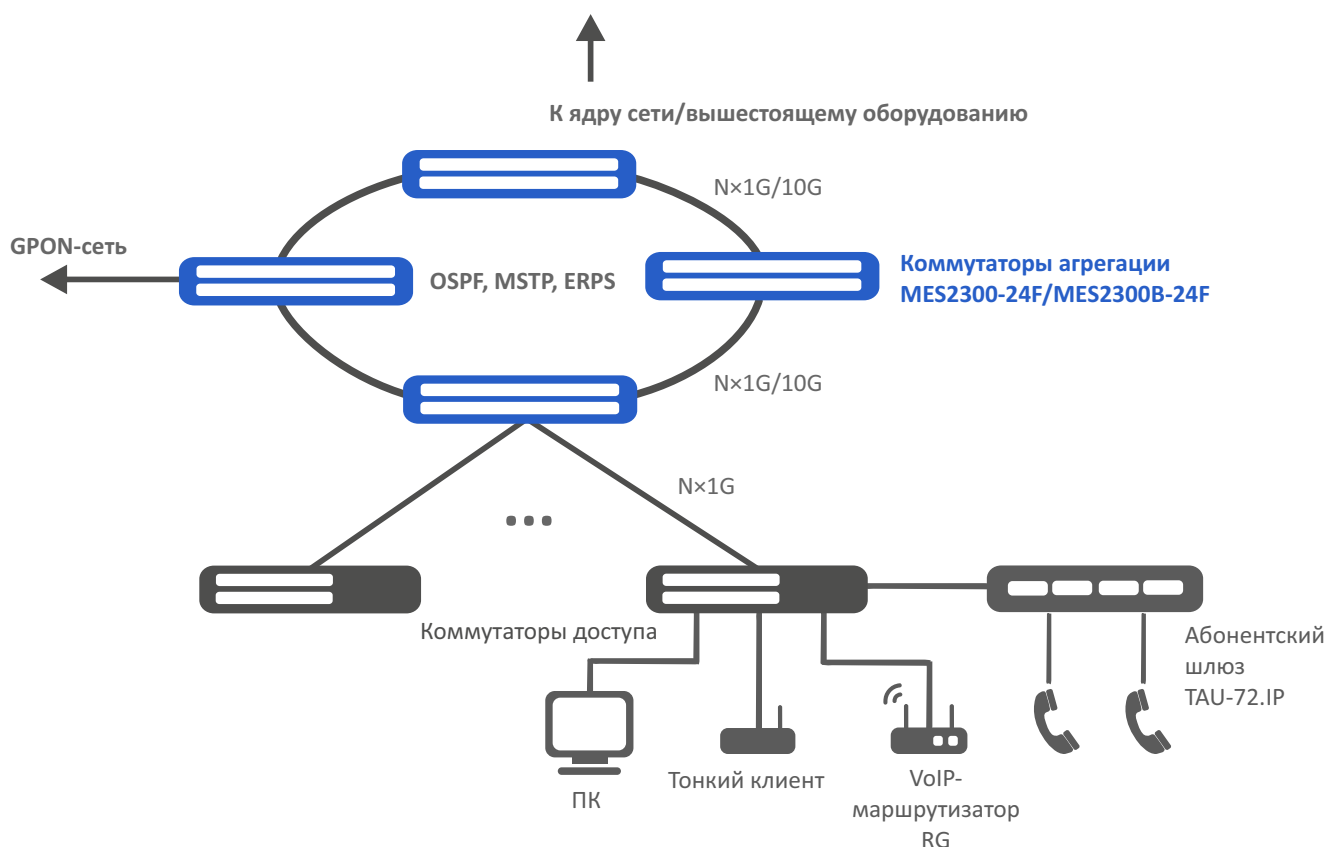 К ядру сети/вышестоящему оборудованию
N×1G/10G
GPON-сеть
OSPF, MSTP, ERPS
Коммутаторы агрегации
MES2300-24F/MES2300B-24F
N×1G/10G
N×1G
Коммутаторы доступа
Абонентский
шлюз
TAU-72.IP
ПК
Тонкий клиент
VoIP-
маршрутизатор
RG